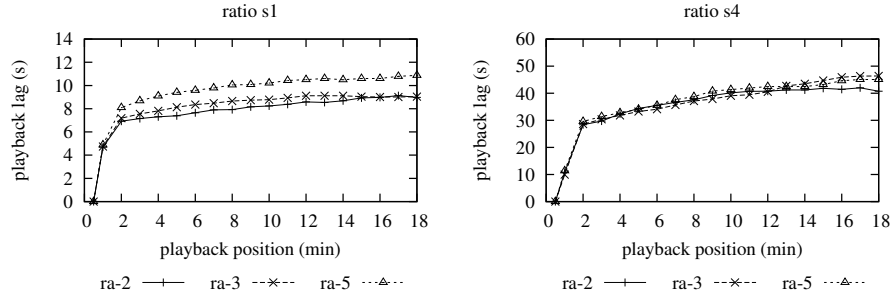 ratio s1
14
12
10
8
6
4
2
0
playback lag (s)
0 2 4 6 8 10 12 14 16 18
playback position (min)
ra-2 ra-3 ra-5
ratio s4
60
50
40
30
20
10
0
playback lag (s)
0 2 4 6 8 10 12 14 16 18
playback position (min)
ra-2 ra-3 ra-5